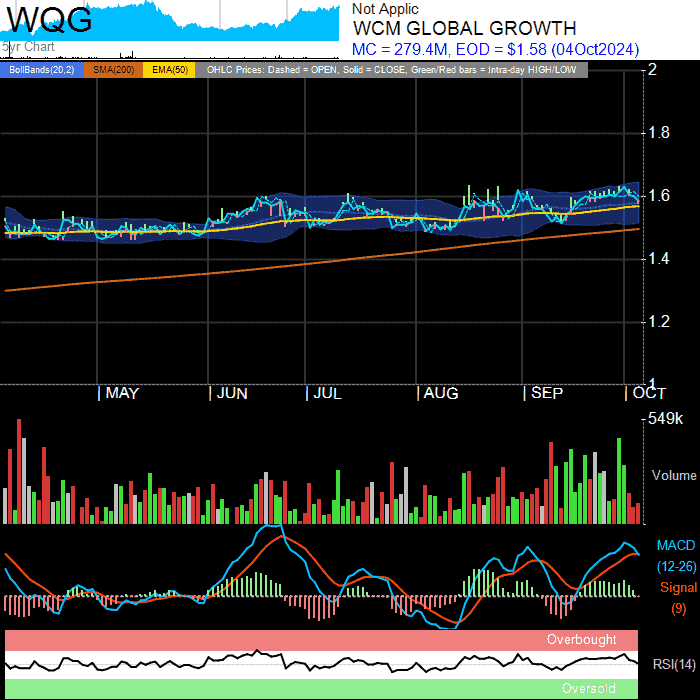 WQG
5yr Chart
Not Applic
WCM GLOBAL GROWTH
MC = 279.4M, EOD = $1.58 (04Oct2024)
BollBands(20,2) SMA(200) EMA(50) OHLC Prices: Dashed = OPEN, Solid = CLOSE, Green/Red bars = Intra-day HIGH/LOW
2
1.8
1.6
1.4
1.2
1
MAY JUN JUL AUG SEP OCT
549k
Volume
MACD
(12-26)
Signal
(9)
Overbought
RSI(14)
Oversold